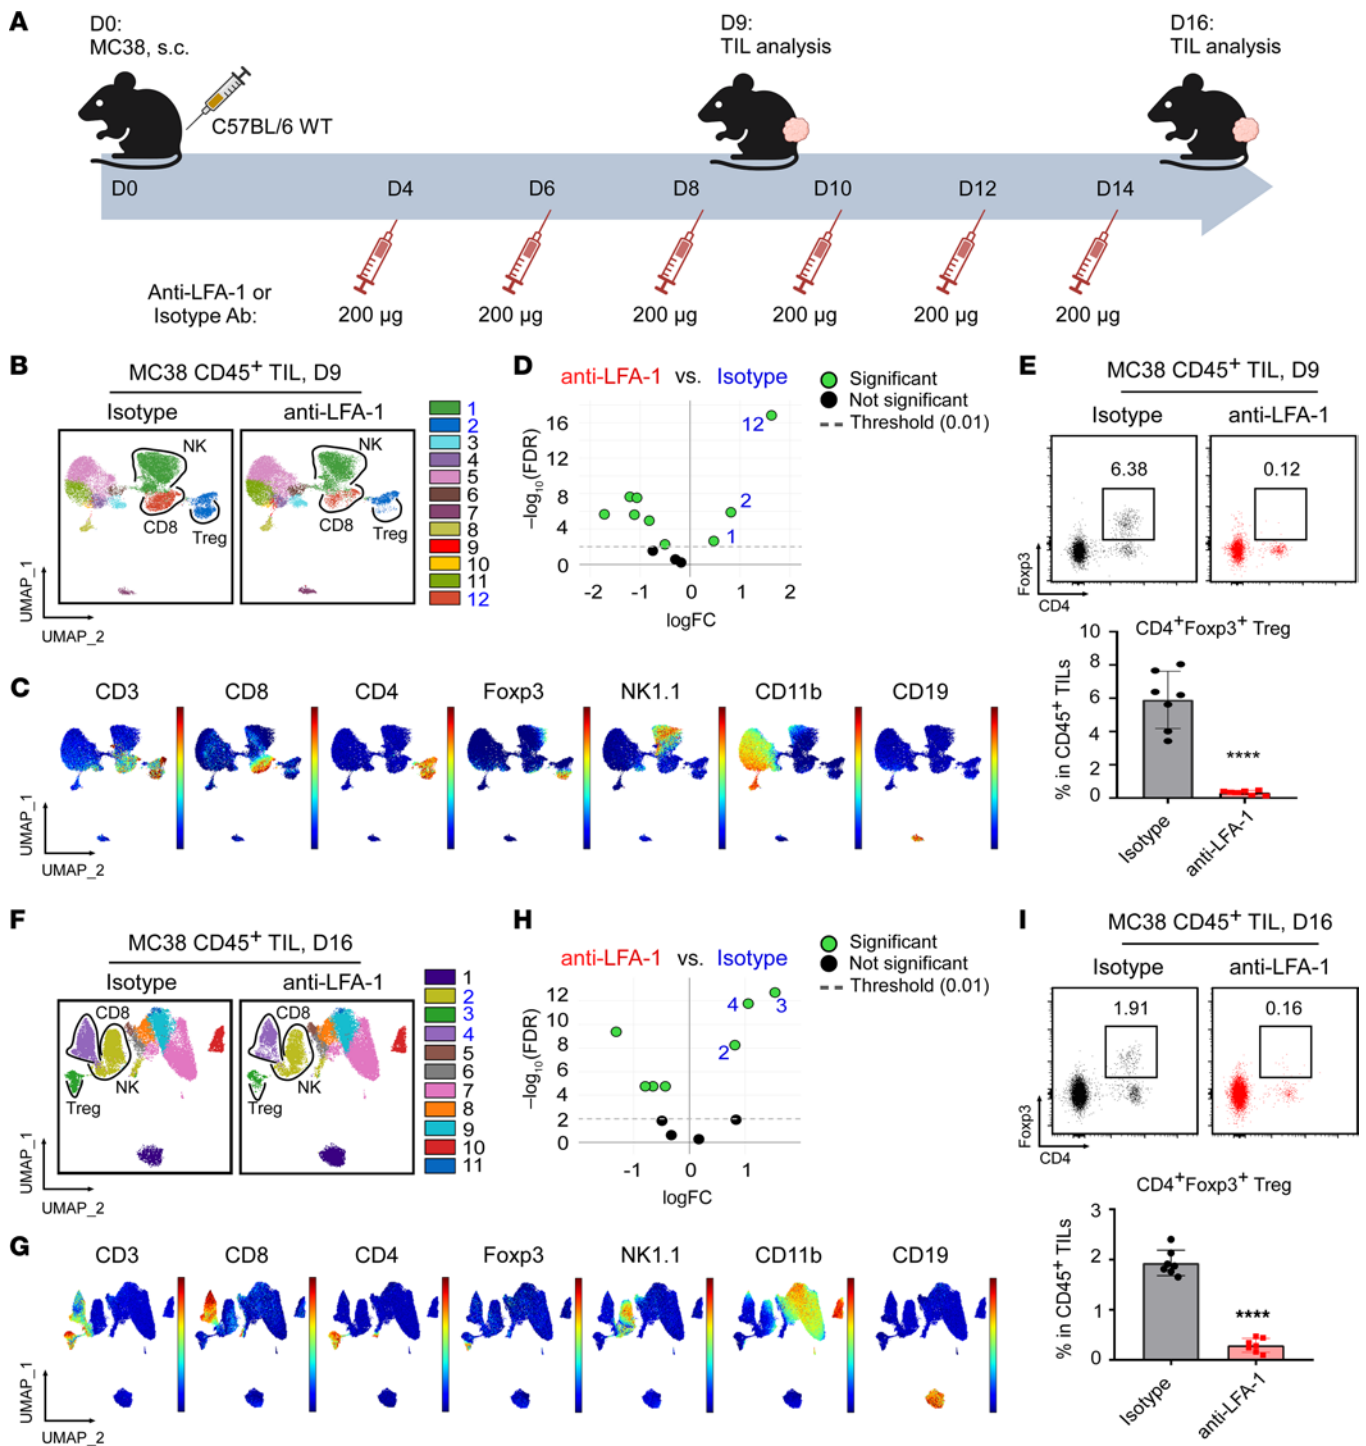 A
D0:
MC38, s.c.
C57BL/6 WT
D9:
TIL analysis
D16:
TIL analysis
D0 D4 D6 D8 D10 D12 D14
Anti-LFA-1 or
Isotype Ab:
200 µg 200 µg 200 µg 200 µg 200 µg 200 µg
B
MC38 CD45+ TIL, D9
Isotype anti-LFA-1
NK NK
CD8 CD8
Treg Treg
UMAP_1
UMAP_2
1
2
3
4
5
6
7
8
9
10
11
12
D
anti-LFA-1 vs. Isotype
Significant
Not significant
Threshold (0.01)
–log10(FDR)
16
12
8
4
0
12
2
1
-2 -1 0 1 2
logFC
E
MC38 CD45+ TIL, D9
Isotype anti-LFA-1
6.38 0.12
Foxp3
CD4
CD4+Foxp3+ Treg
% in CD45+ TILs
10
8
6
4
2
0
****
Isotype anti-LFA-1
C
CD3 CD8 CD4 Foxp3 NK1.1 CD11b CD19
UMAP_1
UMAP_2
F
MC38 CD45+ TIL, D16
Isotype anti-LFA-1
CD8 CD8
NK NK
Treg Treg
UMAP_1
UMAP_2
1
2
3
4
5
6
7
8
9
10
11
H
anti-LFA-1 vs. Isotype
Significant
Not significant
Threshold (0.01)
–log10(FDR)
12
10
8
6
4
2
0
4 3
2
-1 0 1
logFC
I
MC38 CD45+ TIL, D16
Isotype anti-LFA-1
1.91 0.16
Foxp3
CD4
CD4+Foxp3+ Treg
% in CD45+ TILs
3
2
1
0
****
Isotype anti-LFA-1
G
CD3 CD8 CD4 Foxp3 NK1.1 CD11b CD19
UMAP_1
UMAP_2